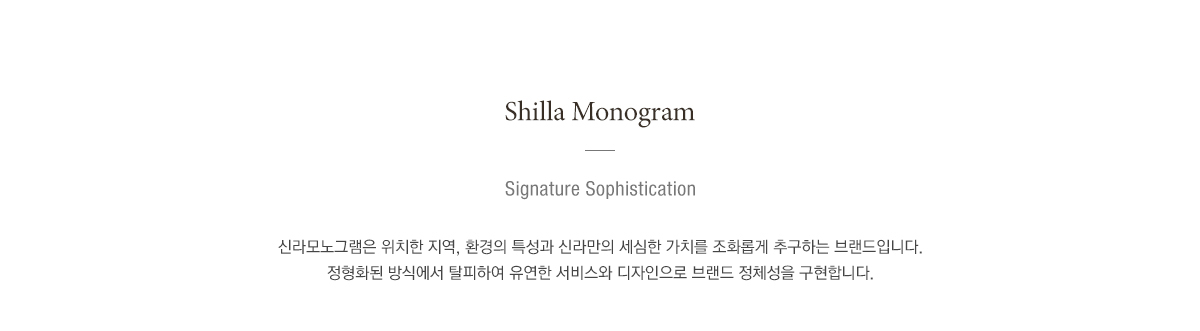 Shilla Monogram
Signature Sophistication
신라모노그램은 위치한 지역, 환경의 특성과 신라만의 세심한 가치를 조화롭게 추구하는 브랜드입니다.
정형화된 방식에서 탈피하여 유연한 서비스와 디자인으로 브랜드 정체성을 구현합니다.